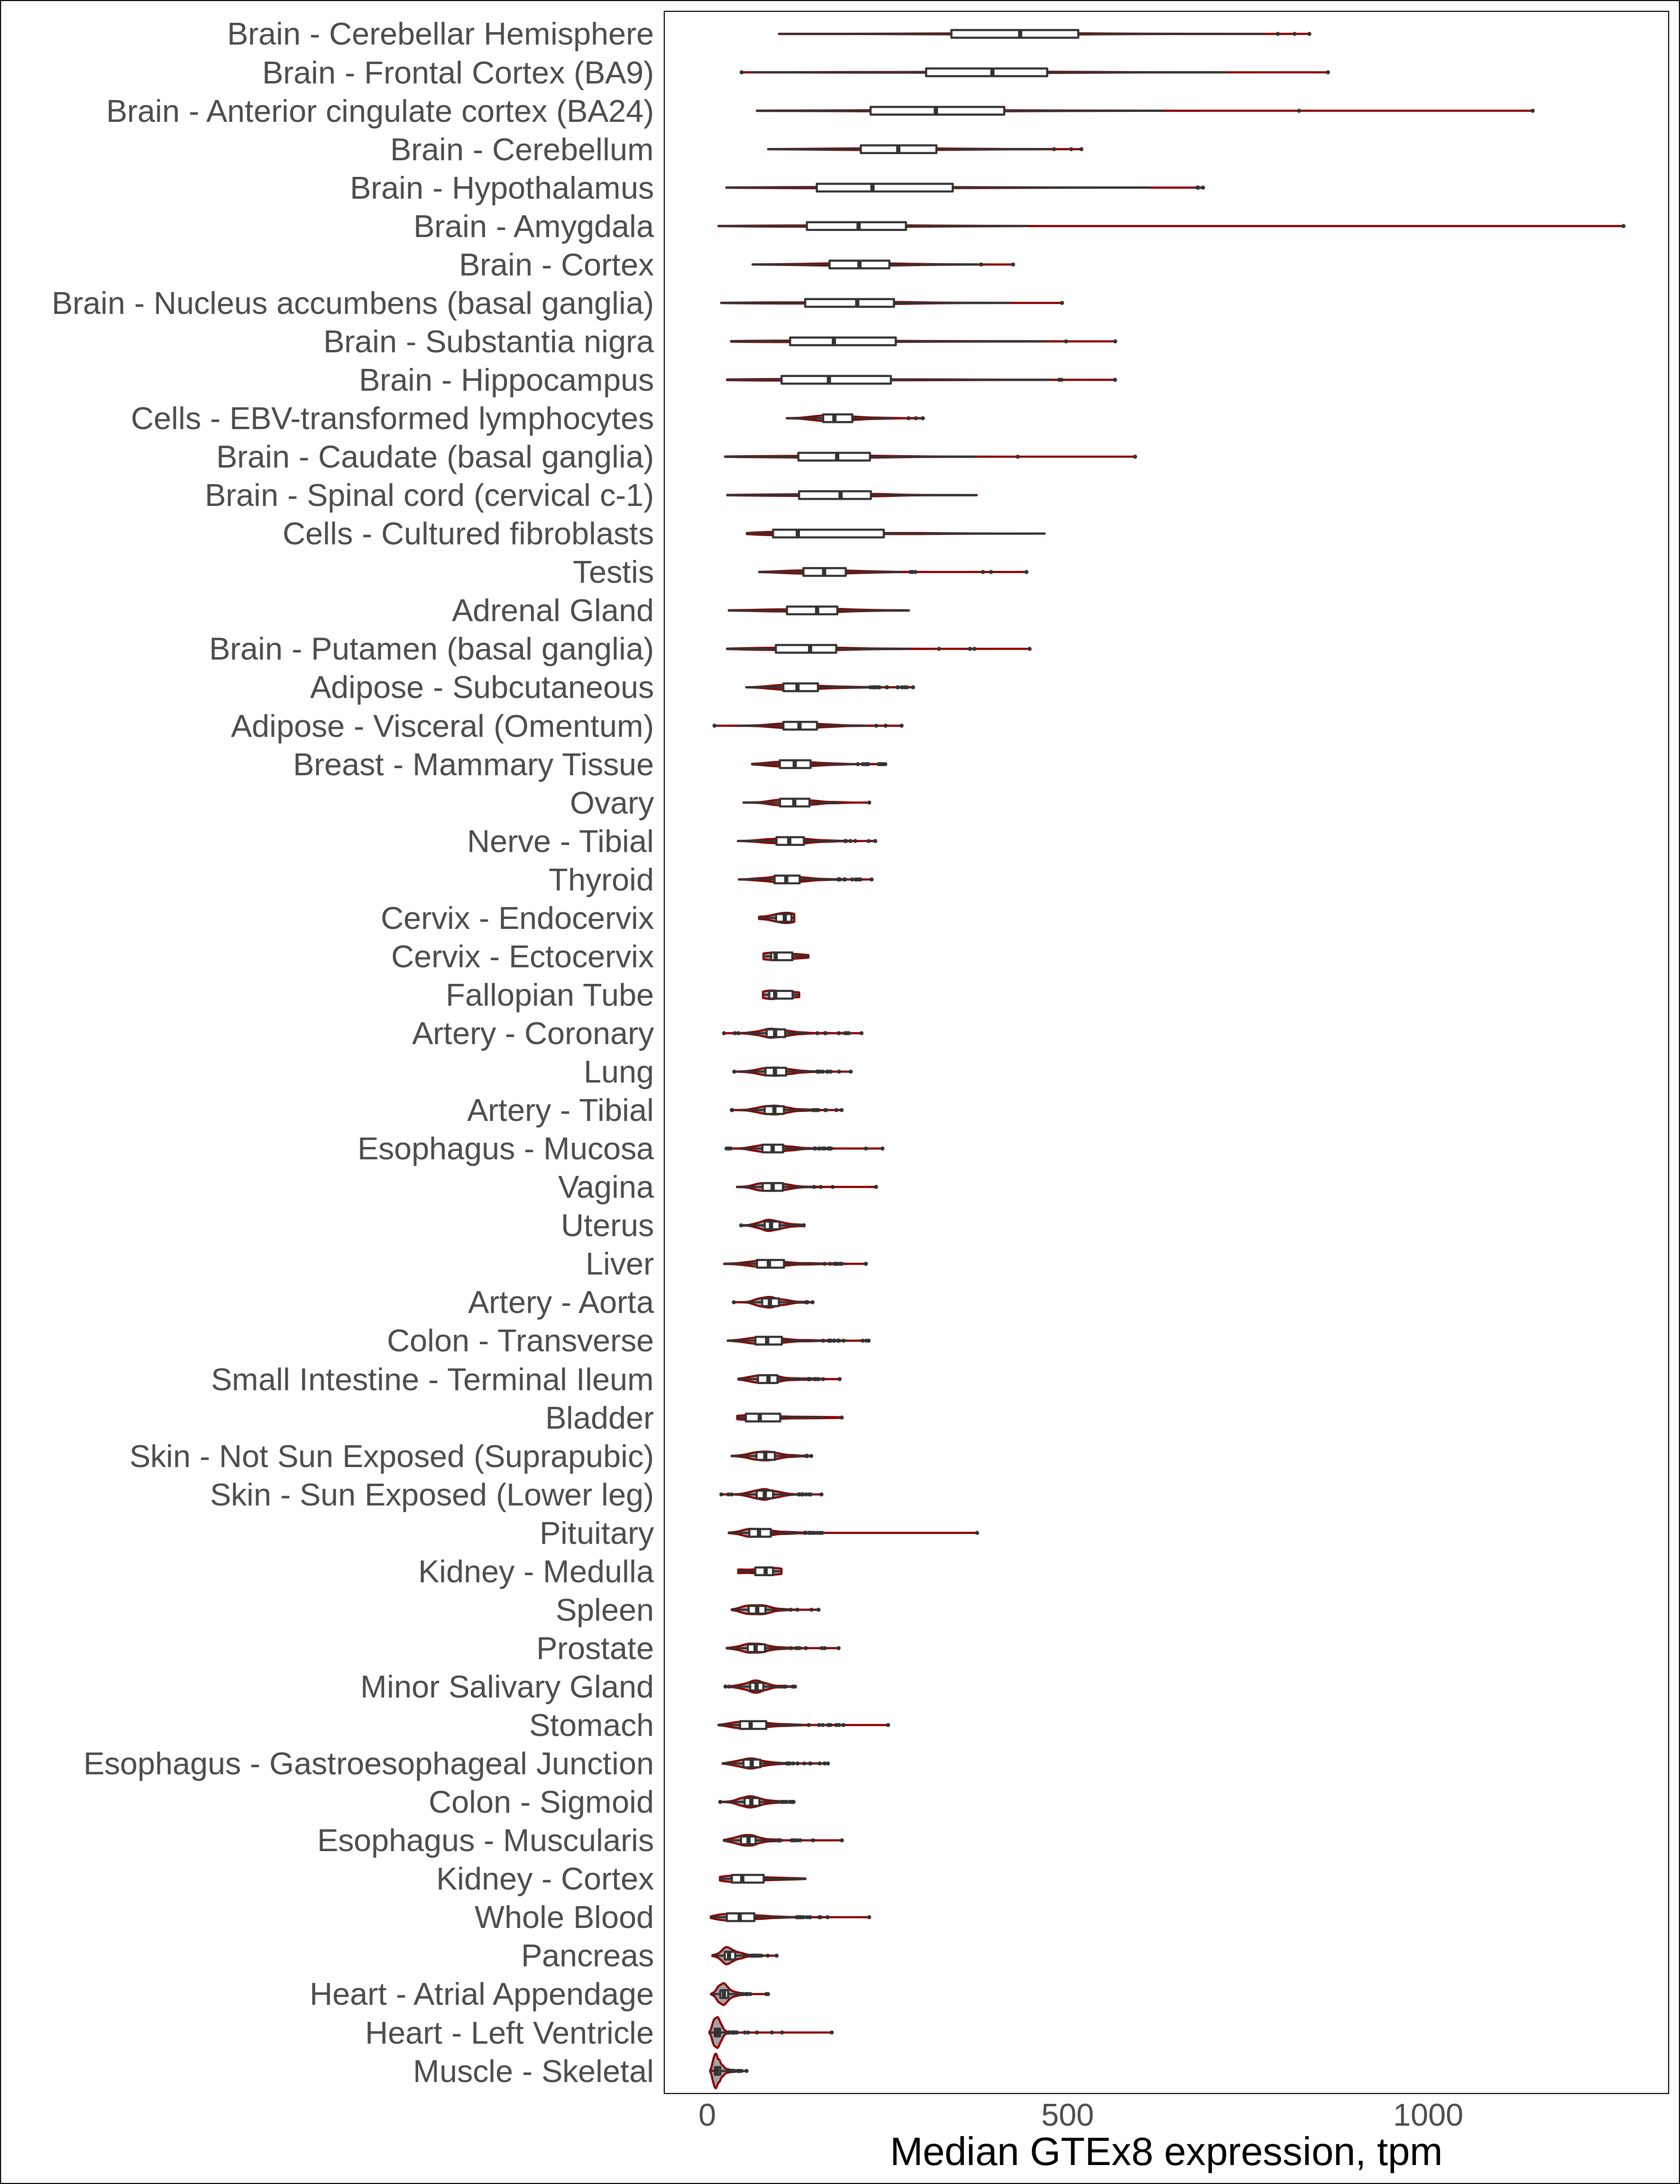 Brain - Cerebellar Hemisphere
Brain - Frontal Cortex (BA9)
Brain - Anterior cingulate cortex (BA24)
Brain - Cerebellum
Brain - Hypothalamus
Brain - Amygdala
Brain - Cortex
Brain - Nucleus accumbens (basal ganglia)
Brain - Substantia nigra
Brain - Hippocampus
Cells - EBV-transformed lymphocytes
Brain - Caudate (basal ganglia)
Brain - Spinal cord (cervical c-1)
Cells - Cultured fibroblasts
Testis
Adrenal Gland
Brain - Putamen (basal ganglia)
Adipose - Subcutaneous
Adipose - Visceral (Omentum)
Breast - Mammary Tissue
Ovary
Nerve - Tibial
Thyroid
Cervix - Endocervix
Cervix - Ectocervix
Fallopian Tube
Artery - Coronary
Lung
Artery - Tibial
Esophagus - Mucosa
Vagina
Uterus
Liver
Artery - Aorta
Colon - Transverse
Small Intestine - Terminal Ileum
Bladder
Skin - Not Sun Exposed (Suprapubic)
Skin - Sun Exposed (Lower leg)
Pituitary
Kidney - Medulla
Spleen
Prostate
Minor Salivary Gland
Stomach
Esophagus - Gastroesophageal Junction
Colon - Sigmoid
Esophagus - Muscularis
Kidney - Cortex
Whole Blood
Pancreas
Heart - Atrial Appendage
Heart - Left Ventricle
Muscle - Skeletal
0 500 1000
Median GTEx8 expression, tpm